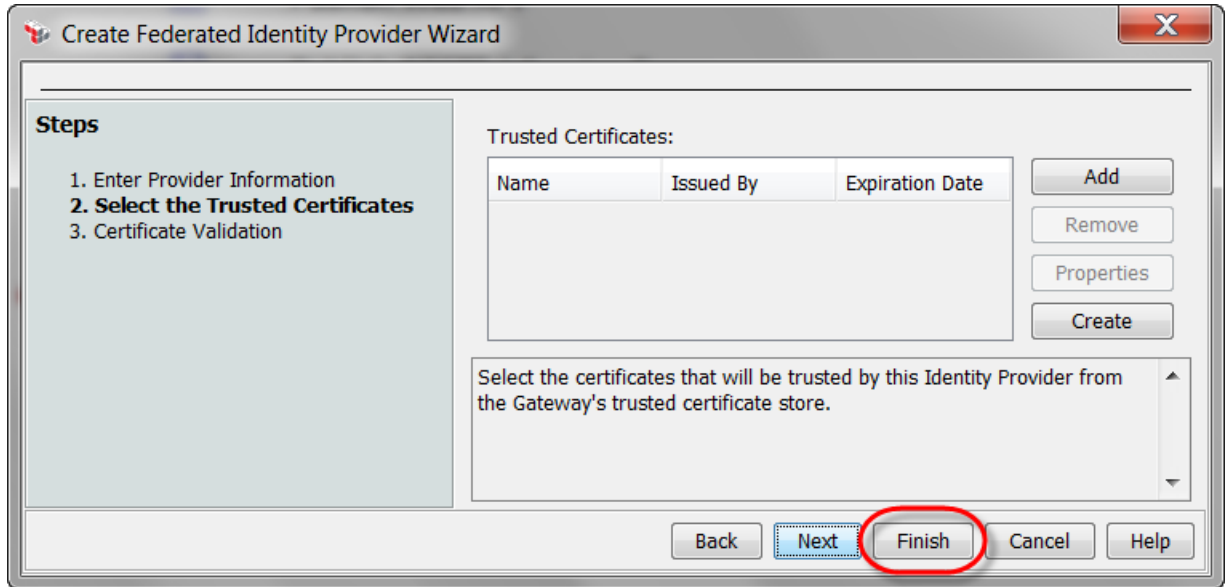 Create Federated Identity Provider Wizard
X
Steps
1. Enter Provider Information
2. Select the Trusted Certificates
3. Certificate Validation
Trusted Certificates:
Name Issued By Expiration Date
Add
Remove
Properties
Create
Select the certificates that will be trusted by this Identity Provider from
the Gateway's trusted certificate store.
Back Next Finish Cancel Help